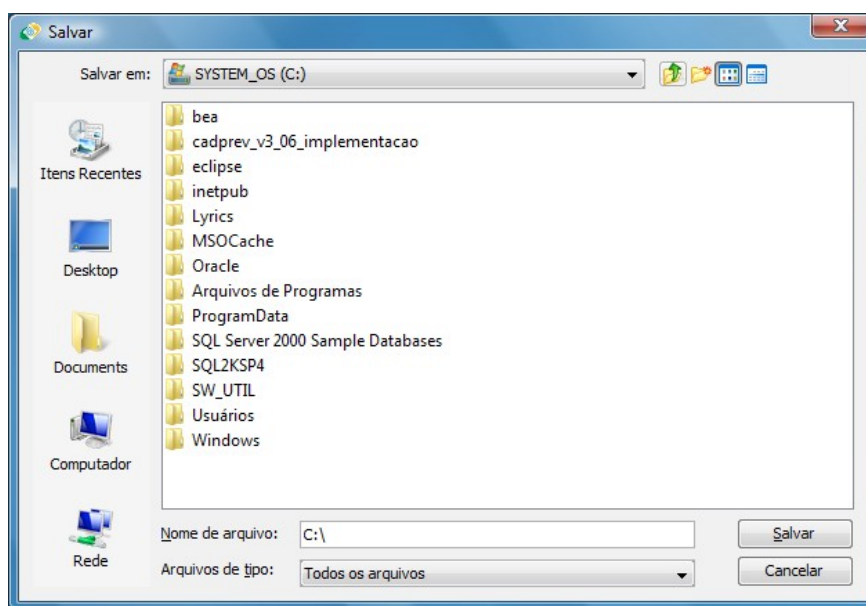 Salvar
Salvar em: SYSTEM_OS (C:)
Itens Recentes
Desktop
Documents
Computador
Rede
bea
cadprev_v3_06_implementacao
eclipse
inetpub
Lyrics
MSOCache
Oracle
Arquivos de Programas
ProgramData
SQL Server 2000 Sample Databases
SQL2KSP4
SW_UTIL
Usuários
Windows
Nome de arquivo: C:\ Salvar
Arquivos de tipo: Todos os arquivos Cancelar